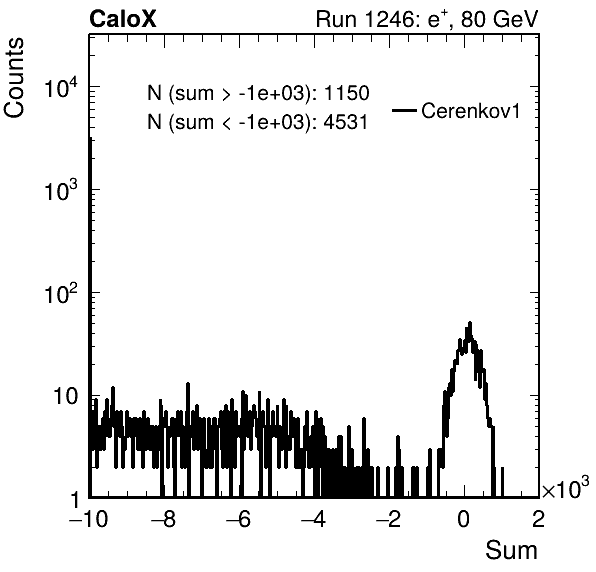 CaloX Run 1246: e⁺, 80 GeV
Counts
N (sum > -1e+03): 1150
N (sum < -1e+03): 4531
Cerenkov1
10⁴
10³
10²
10
1
−10 −8 −6 −4 −2 0 2
×10³
Sum